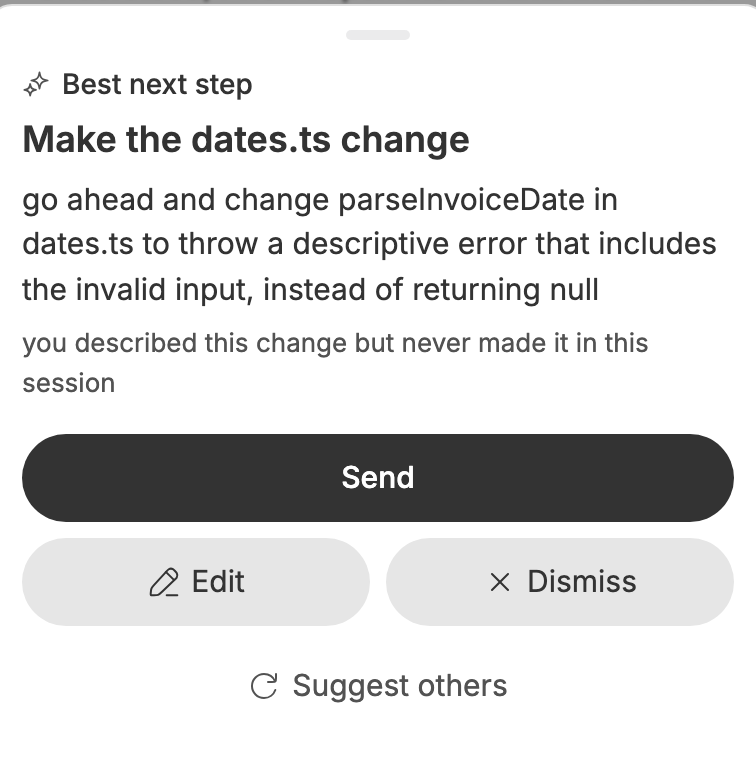 Best next step
Make the dates.ts change
go ahead and change parseInvoiceDate in
dates.ts to throw a descriptive error that includes
the invalid input, instead of returning null
you described this change but never made it in this
session
Send
Edit
Dismiss
Suggest others